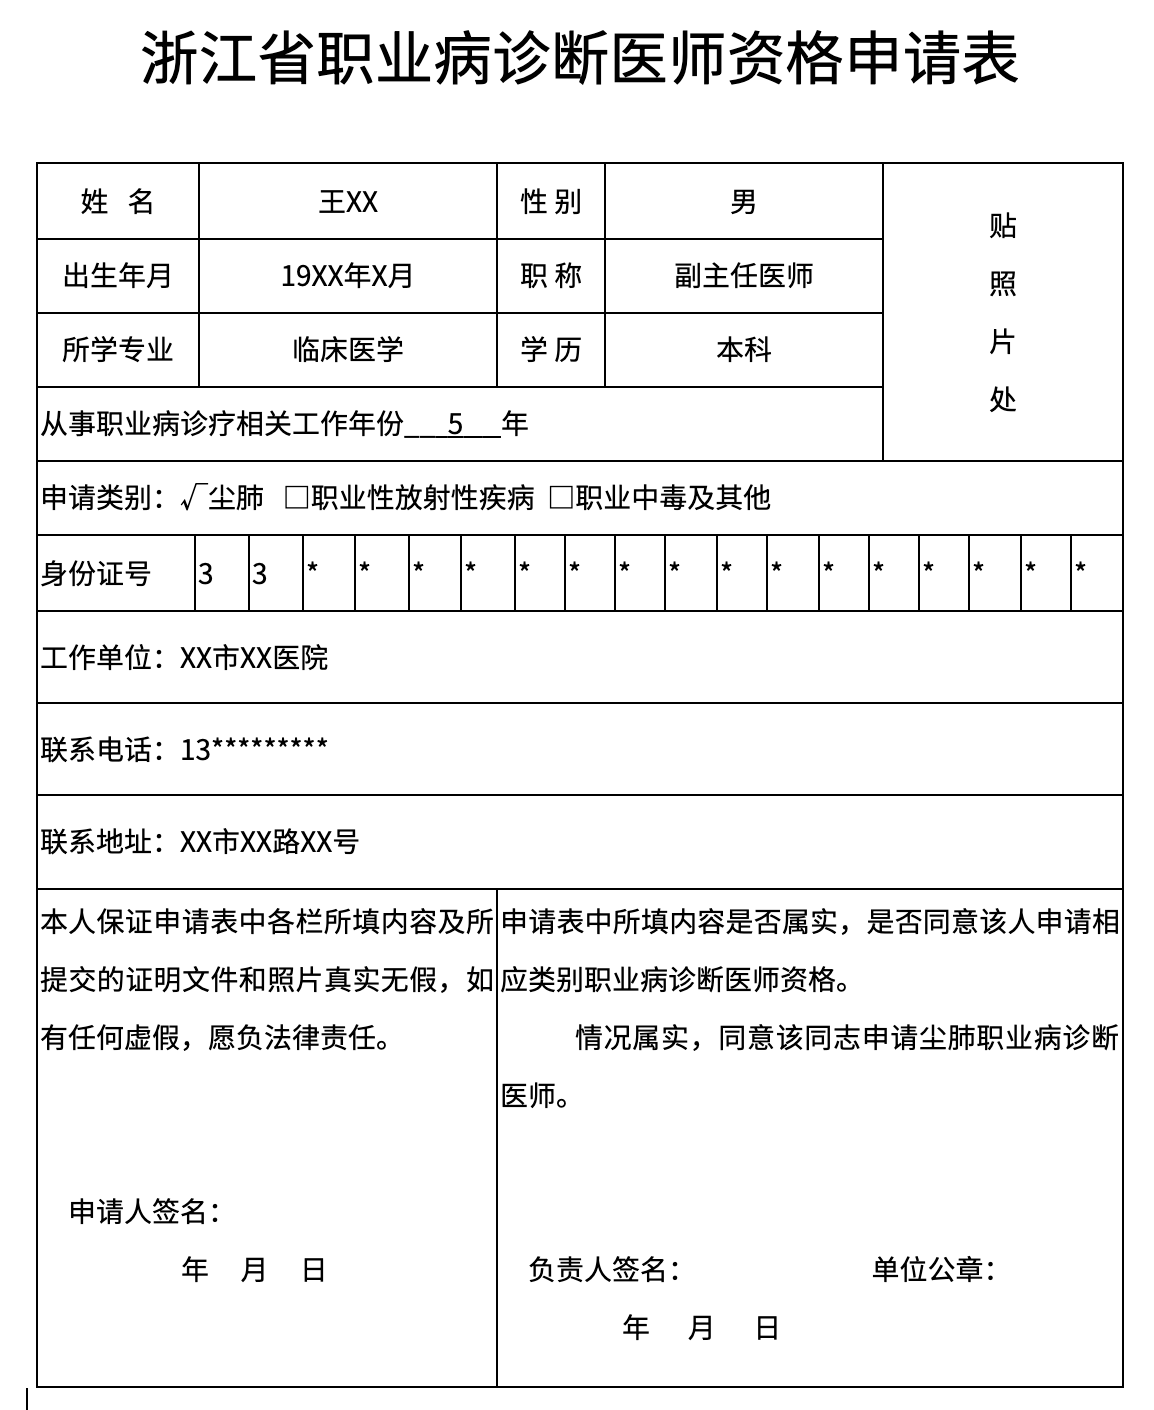 浙江省职业病诊断医师资格申请表
姓 名 王XX 性 别 男
出生年月 19XX年X月 职 称 副主任医师
所学专业 临床医学 学 历 本科
贴
照
片
处
从事职业病诊疗相关工作年份___5___年
申请类别：√尘肺 □职业性放射性疾病 □职业中毒及其他
身份证号 3 3 * * * * * * * * * * * * * * * *
工作单位：XX市XX医院
联系电话：13*********
联系地址：XX市XX路XX号
本人保证申请表中各栏所填内容及所
提交的证明文件和照片真实无假，如
有任何虚假，愿负法律责任。
申请人签名：
年 月 日
申请表中所填内容是否属实，是否同意该人申请相
应类别职业病诊断医师资格。
情况属实，同意该同志申请尘肺职业病诊断
医师。
负责人签名： 单位公章：
年 月 日